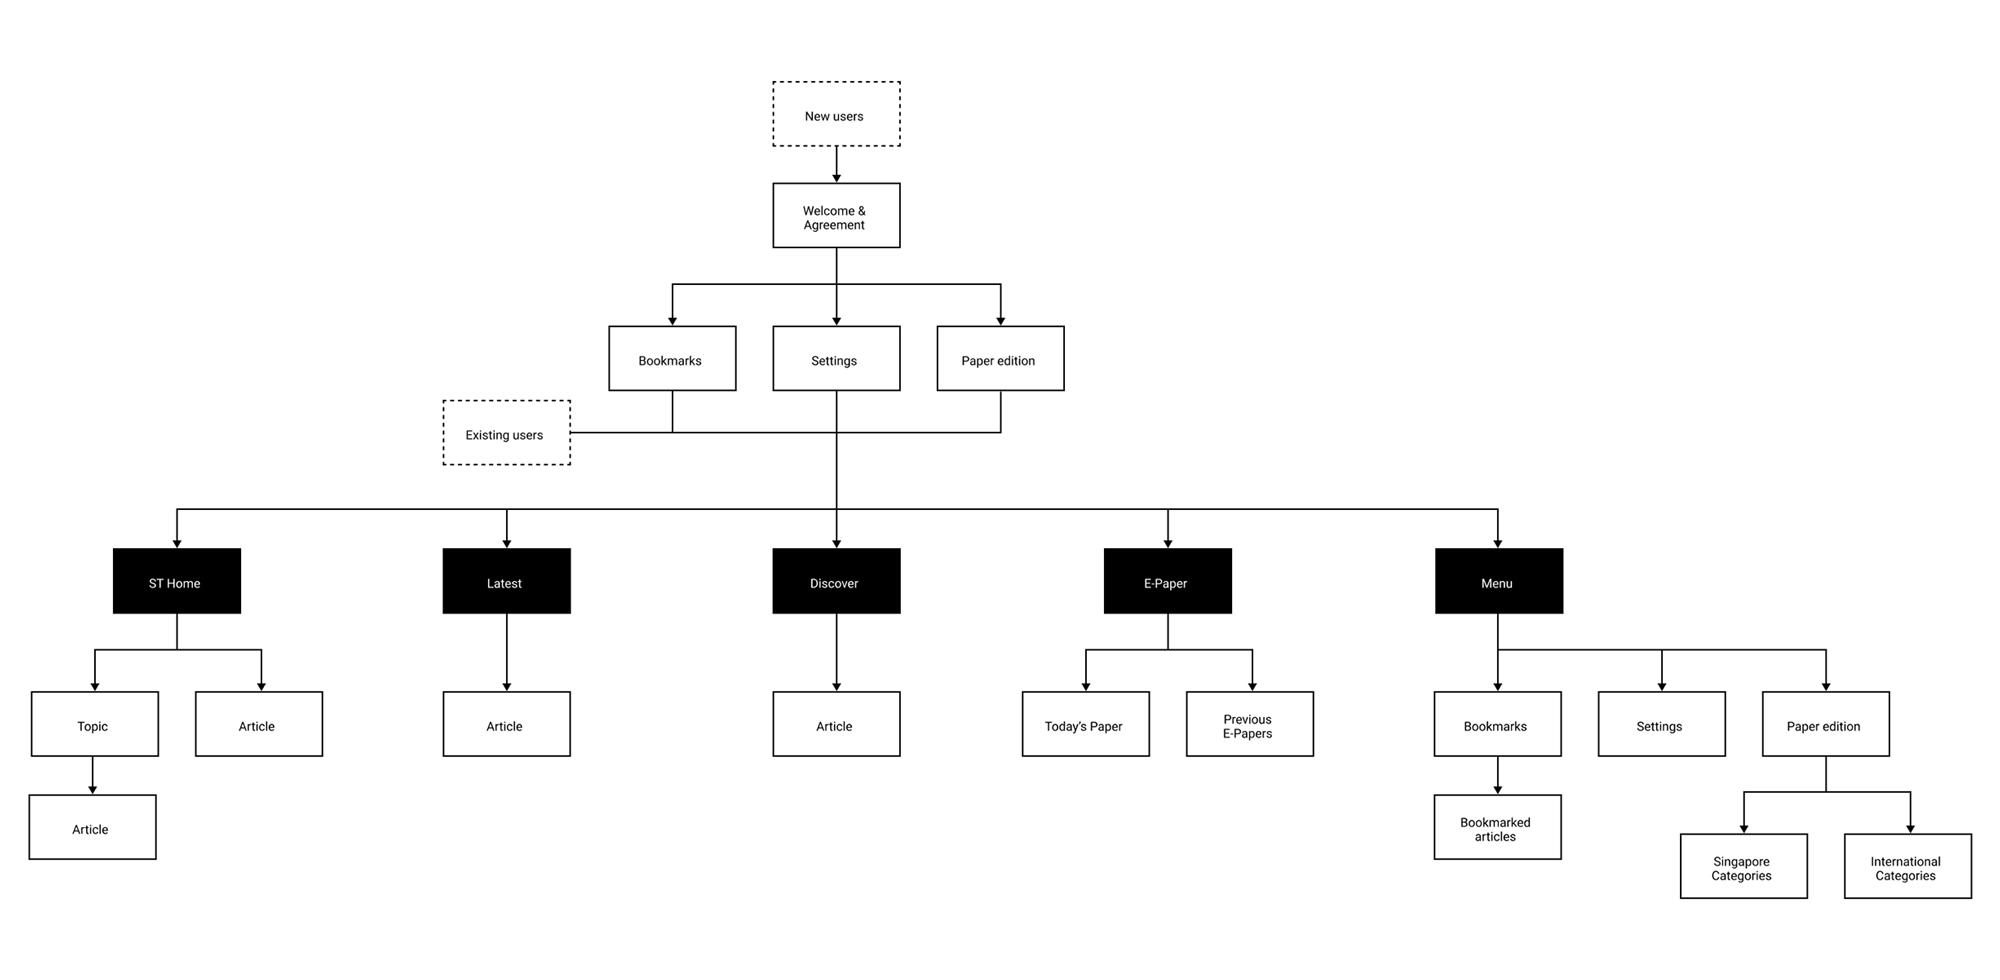 New users
Welcome &
Agreement
Bookmarks
Settings
Paper edition
Existing users
ST Home
Latest
Discover
E-Paper
Menu
Topic
Article
Article
Article
Today’s Paper
Previous
E-Papers
Bookmarks
Settings
Paper edition
Article
Bookmarked
articles
Singapore
Categories
International
Categories